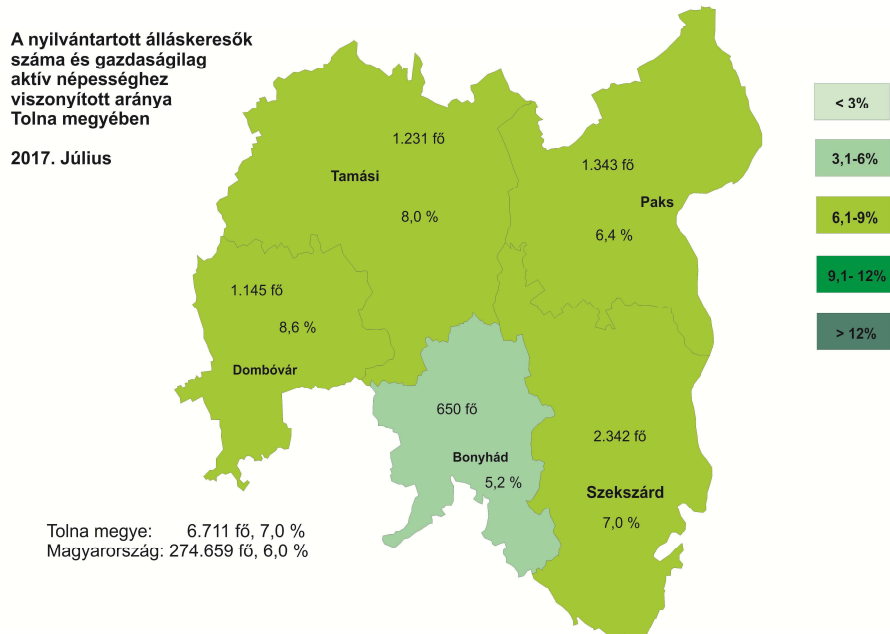 A nyilvántartott álláskeresők
száma és gazdaságilag
aktív népességhez
viszonyított aránya
Tolna megyében
2017. Július
1.231 fő
Tamási
8,0 %
1.343 fő
Paks
6,4 %
1.145 fő
8,6 %
Dombóvár
650 fő
Bonyhád
5,2 %
2.342 fő
Szekszárd
7,0 %
< 3%
3,1-6%
6,1-9%
9,1- 12%
> 12%
Tolna megye: 6.711 fő, 7,0 %
Magyarország: 274.659 fő, 6,0 %